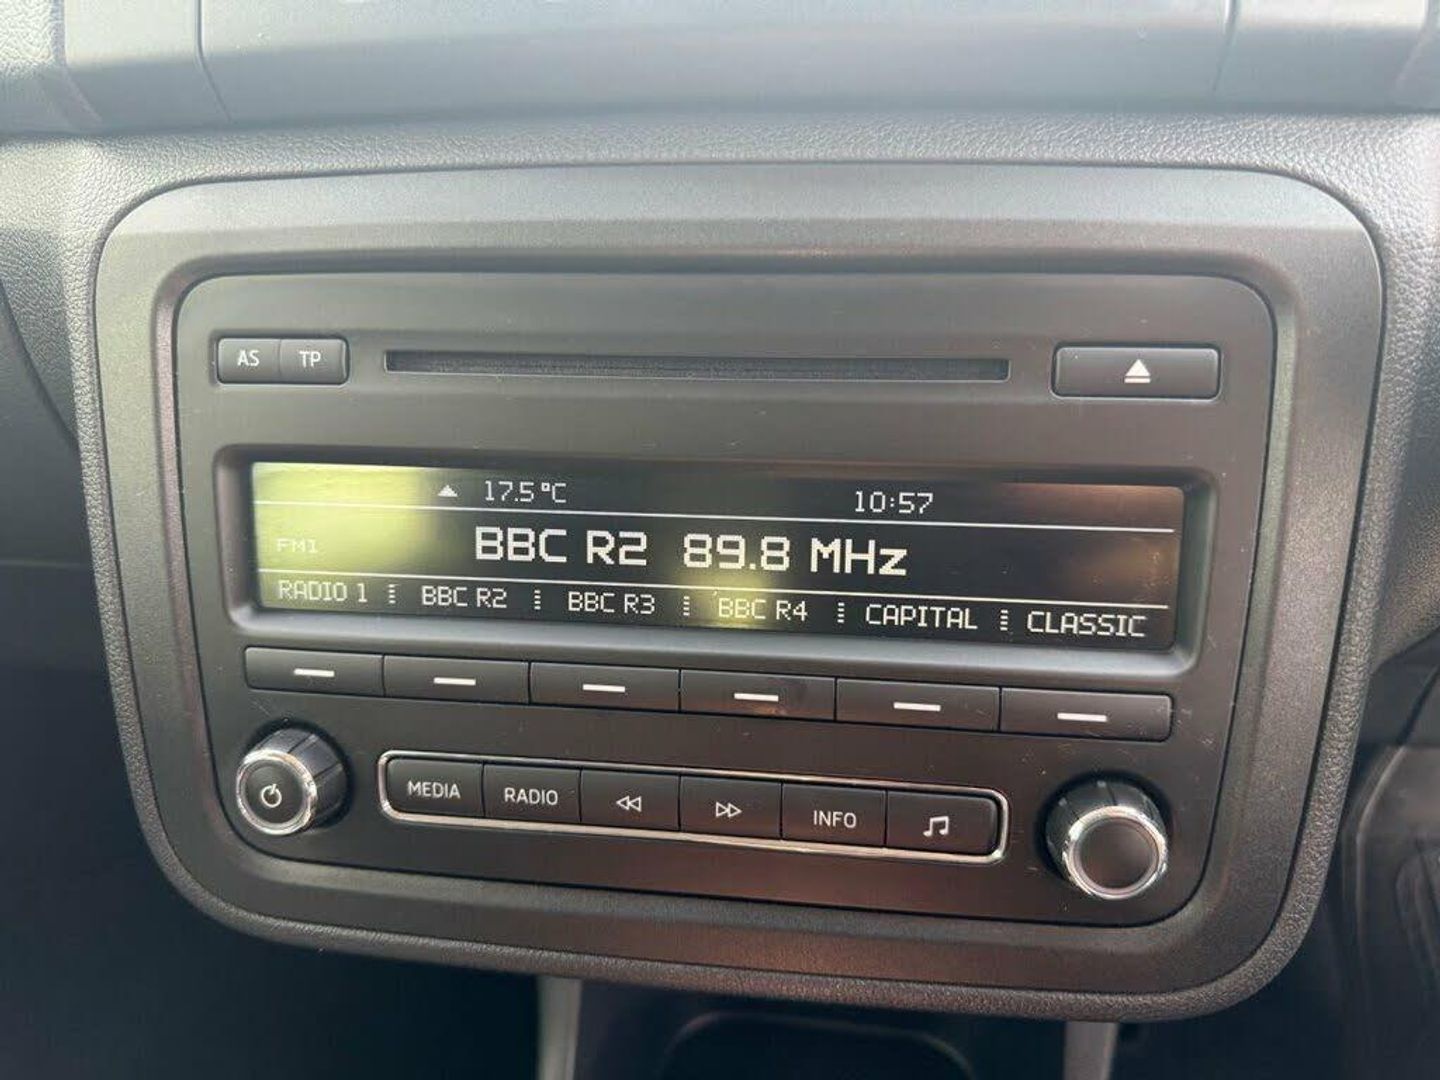 AS TP
17.5°C 10:57
FM1 BBC R2 89.8 MHz
RADIO 1 BBC R2 BBC R3 BBC R4 CAPITAL CLASSIC
MEDIA RADIO INFO